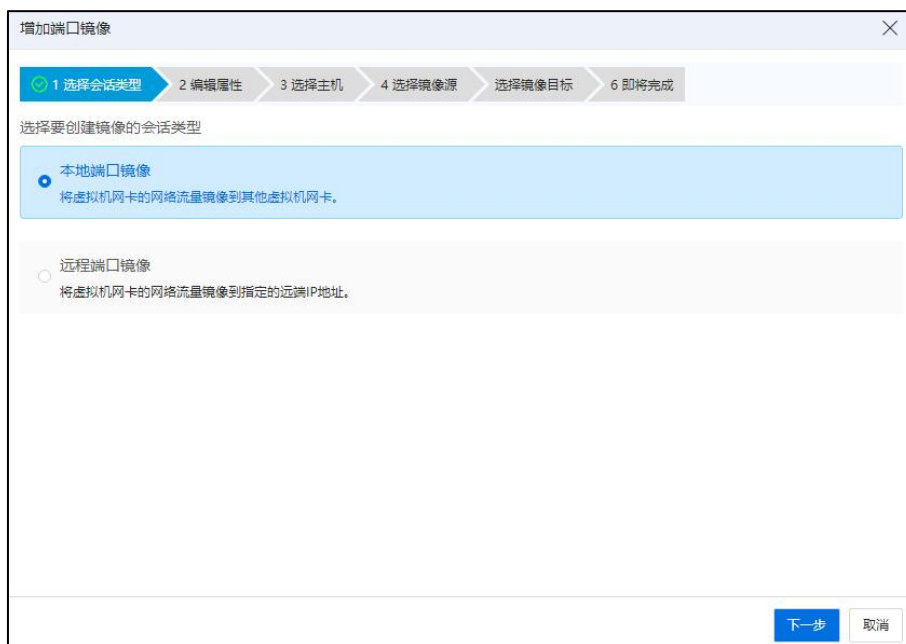 增加端口镜像
1 选择会话类型 2 编辑属性 3 选择主机 4 选择镜像源 选择镜像目标 6 即将完成
选择要创建镜像的会话类型
本地端口镜像
将虚拟机网卡的网络流量镜像到其他虚拟机网卡。
远程端口镜像
将虚拟机网卡的网络流量镜像到指定的远端IP地址。
下一步 取消